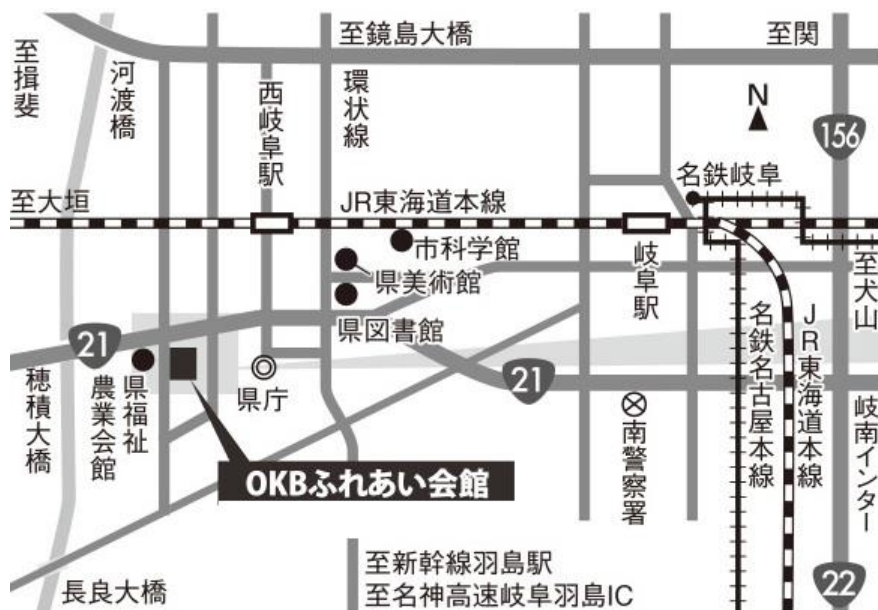 至鏡島大橋
至関
至揖斐
河渡橋
西岐阜駅
環状線
N
156
名鉄岐阜
至大垣
JR東海道本線
市科学館
県美術館
県図書館
岐阜駅
至犬山
21
穂積大橋
県福祉
農業会館
県庁
21
南警察署
名鉄名古屋本線
JR東海道本線
岐南インター
OKBふれあい会館
長良大橋
至新幹線羽島駅
至名神高速岐阜羽島IC
22